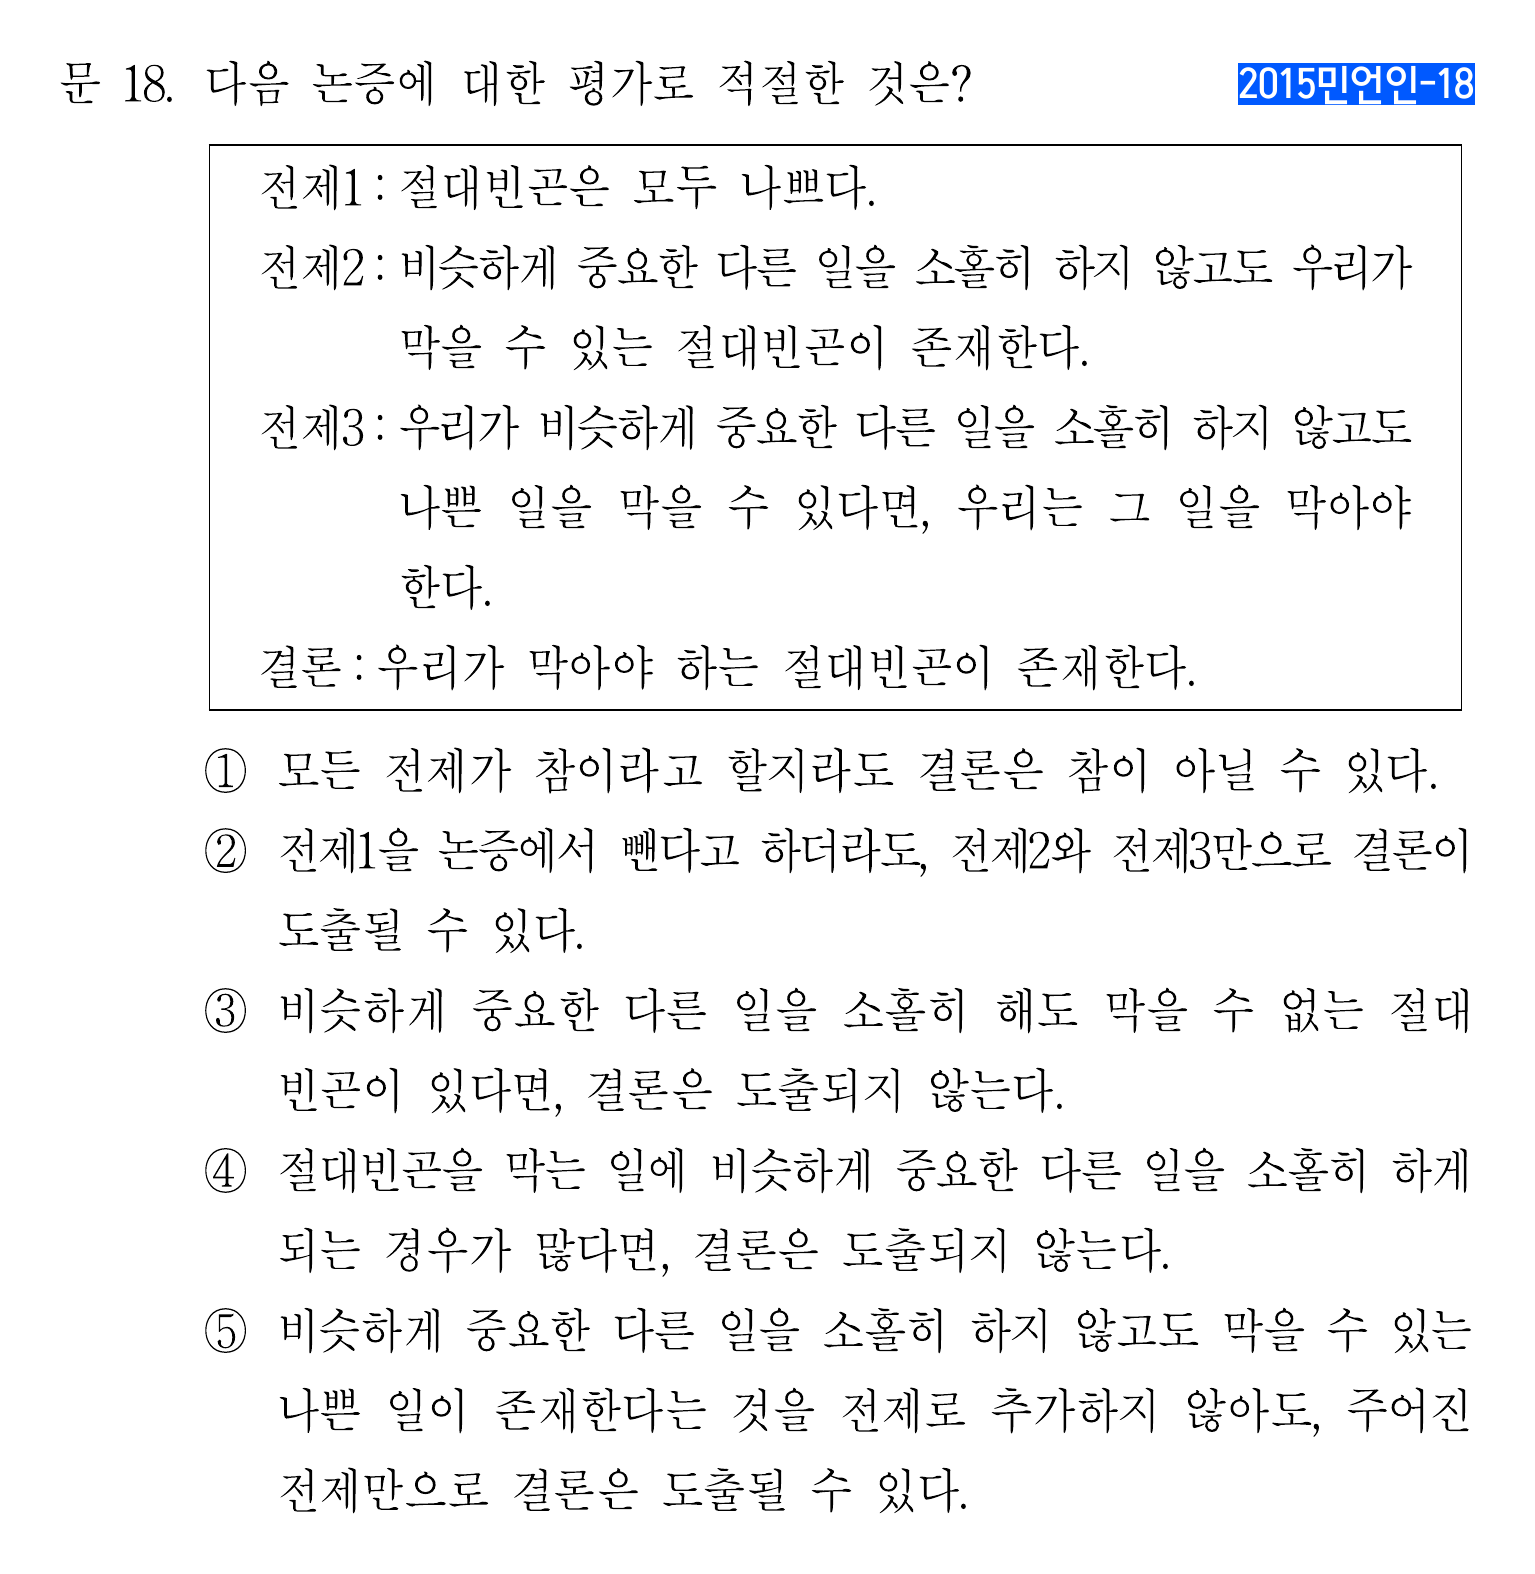 문 18. 다음 논증에 대한 평가로 적절한 것은?
2015민언인-18
전제1 : 절대빈곤은 모두 나쁘다.
전제2 : 비슷하게 중요한 다른 일을 소홀히 하지 않고도 우리가
막을 수 있는 절대빈곤이 존재한다.
전제3 : 우리가 비슷하게 중요한 다른 일을 소홀히 하지 않고도
나쁜 일을 막을 수 있다면, 우리는 그 일을 막아야
한다.
결론 : 우리가 막아야 하는 절대빈곤이 존재한다.
① 모든 전제가 참이라고 할지라도 결론은 참이 아닐 수 있다.
② 전제1을 논증에서 뺀다고 하더라도, 전제2와 전제3만으로 결론이
도출될 수 있다.
③ 비슷하게 중요한 다른 일을 소홀히 해도 막을 수 없는 절대
빈곤이 있다면, 결론은 도출되지 않는다.
④ 절대빈곤을 막는 일에 비슷하게 중요한 다른 일을 소홀히 하게
되는 경우가 많다면, 결론은 도출되지 않는다.
⑤ 비슷하게 중요한 다른 일을 소홀히 하지 않고도 막을 수 있는
나쁜 일이 존재한다는 것을 전제로 추가하지 않아도, 주어진
전제만으로 결론은 도출될 수 있다.